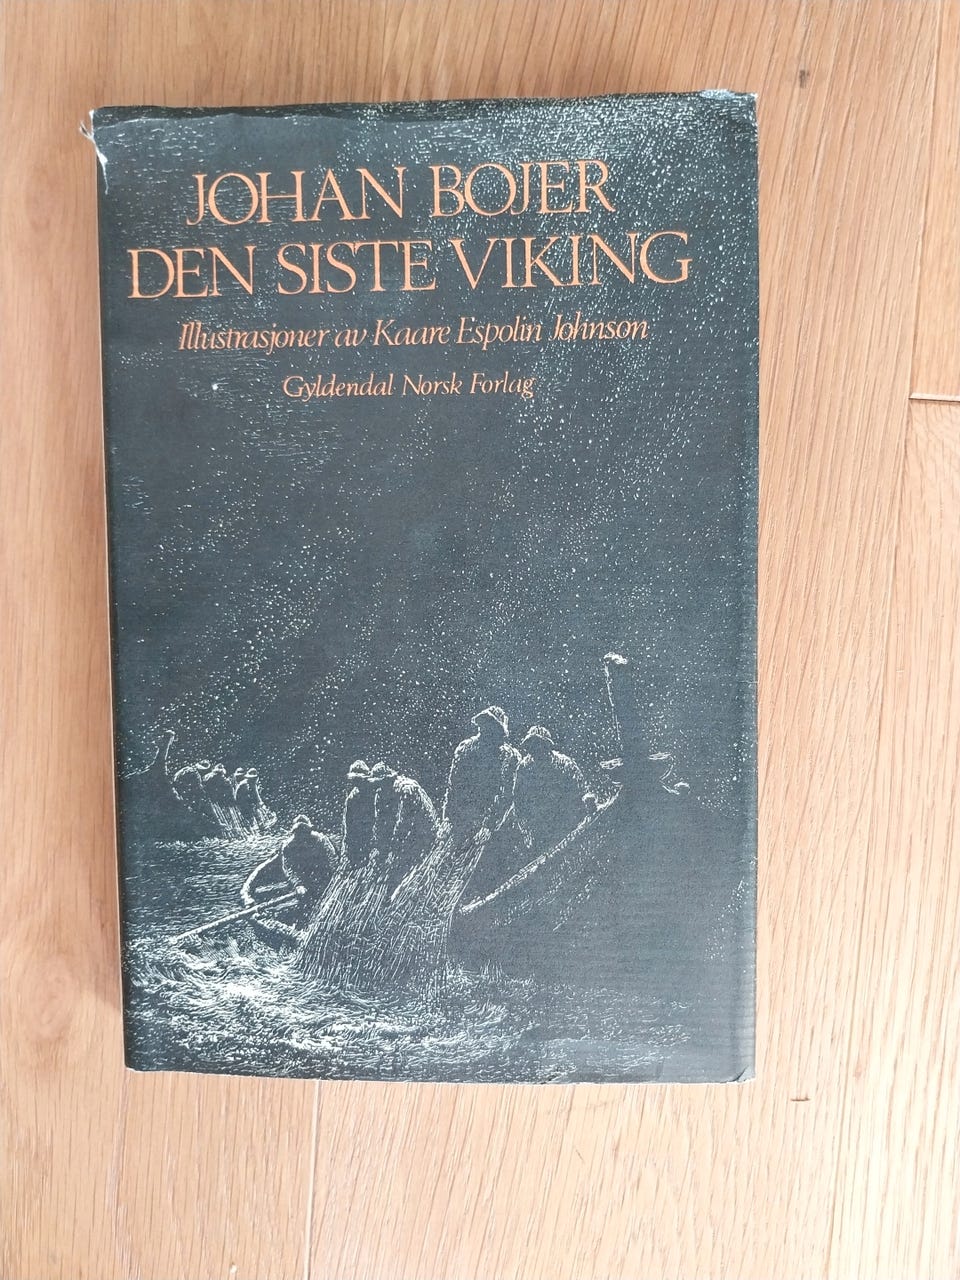 JOHAN BOJER
DEN SISTE VIKING
Illustrasjoner av Kaare Espolin Johnson
Gyldendal Norsk Forlag